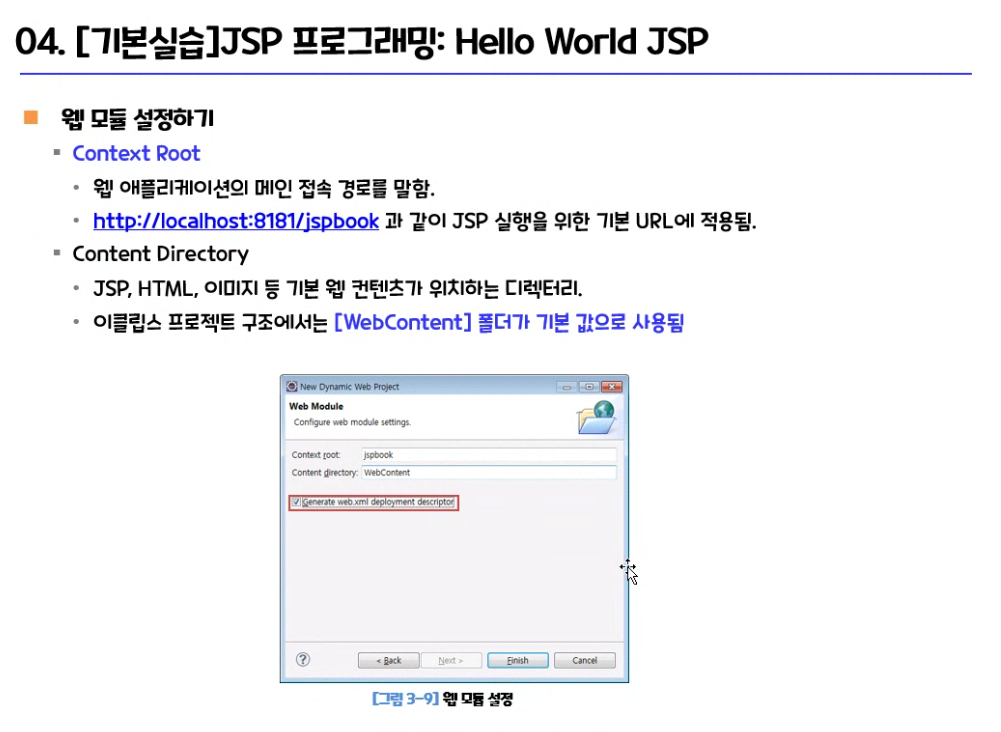 04. [기본실습]JSP 프로그래밍: Hello World JSP
웹 모듈 설정하기
Context Root
웹 애플리케이션의 메인 접속 경로를 말함.
http://localhost:8181/jspbook 과 같이 JSP 실행을 위한 기본 URL에 적용됨.
Content Directory
JSP, HTML, 이미지 등 기본 웹 컨텐츠가 위치하는 디렉터리.
이클립스 프로젝트 구조에서는 [WebContent] 폴더가 기본 값으로 사용됨
New Dynamic Web Project
Web Module
Configure web module settings.
Context root: jspbook
Content directory: WebContent
Generate web.xml deployment descriptor
? < Back Next > Finish Cancel
[그림 3-9] 웹 모듈 설정